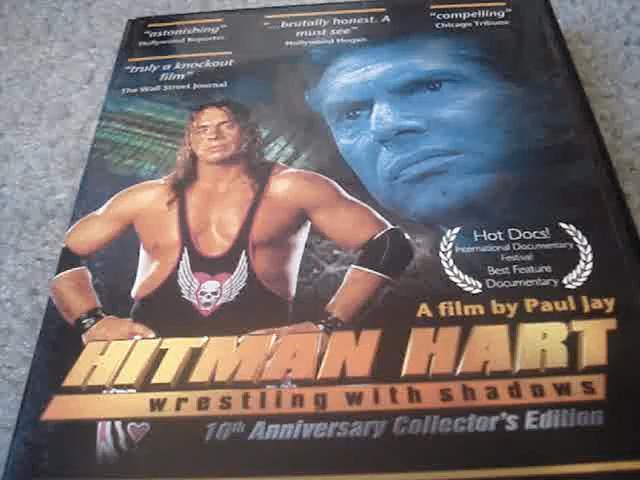 "astonishing"
Hollywood Reporter
"...brutally honest. A
must see"
Hollywood Hogan
"compelling"
Chicago Tribune
"truly a knockout
film"
The Wall Street Journal
Hot Docs!
International Documentary
Festival
Best Feature
Documentary
A film by Paul Jay
HITMAN HART
wrestling with shadows
10th Anniversary Collector's Edition